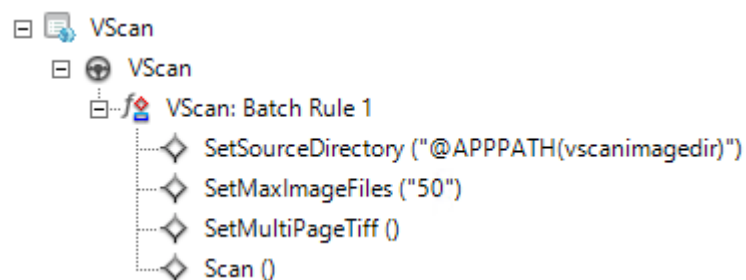 VScan
VScan
VScan: Batch Rule 1
SetSourceDirectory ("@APPPATH(vscanimagedir)")
SetMaxImageFiles ("50")
SetMultiPageTiff ()
Scan ()